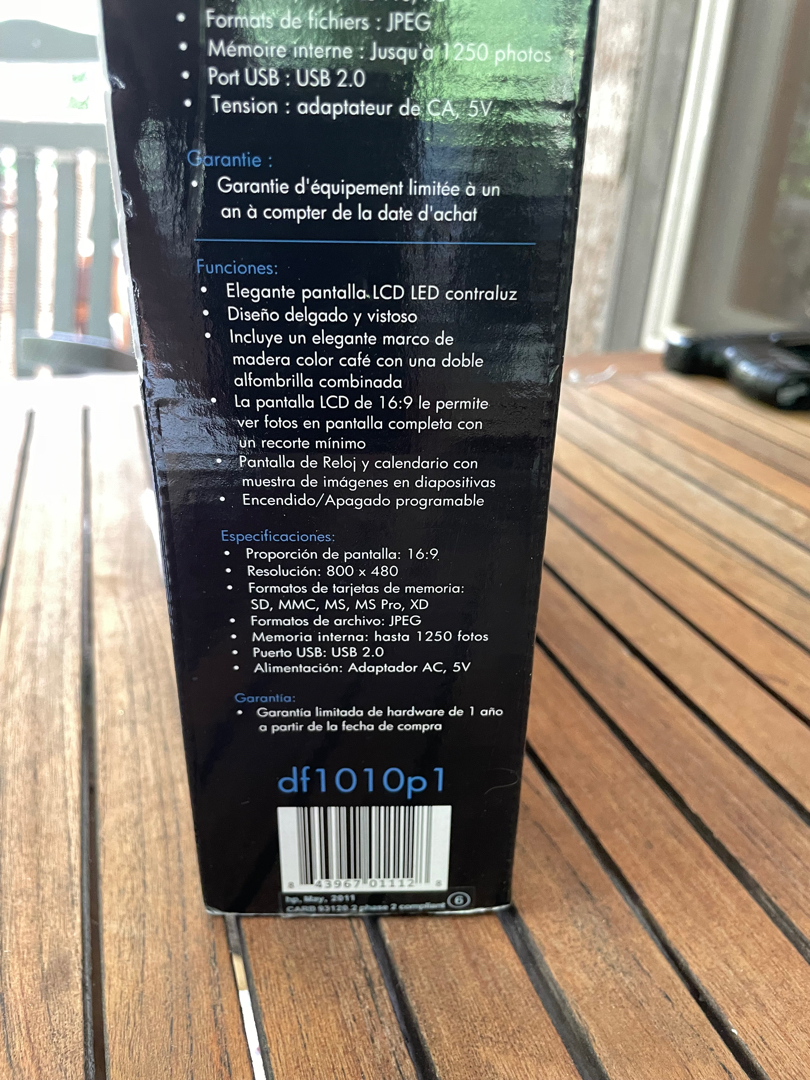 • Formats de fichiers : JPEG
• Mémoire interne : Jusqu'à 1250 photos
• Port USB : USB 2.0
• Tension : adaptateur de CA, 5V
Garantie :
• Garantie d'équipement limitée à un
an à compter de la date d'achat
Funciones:
• Elegante pantalla LCD LED contraluz
• Diseño delgado y vistoso
• Incluye un elegante marco de
madera color café con una doble
alfombrilla combinada
• La pantalla LCD de 16:9 le permite
ver fotos en pantalla completa con
un recorte mínimo
• Pantalla de Reloj y calendario con
muestra de imágenes en diapositivas
• Encendido/Apagado programable
Especificaciones:
• Proporción de pantalla: 16:9
• Resolución: 800 x 480
• Formatos de tarjetas de memoria:
SD, MMC, MS, MS Pro, XD
• Formatos de archivo: JPEG
• Memoria interna: hasta 1250 fotos
• Puerto USB: USB 2.0
• Alimentación: Adaptador AC, 5V
Garantía:
• Garantía limitada de hardware de 1 año
a partir de la fecha de compra
df1010p1
8 43967 01112 8
hp, May, 2011
CARB 93120.2 phase 2 compliant 6